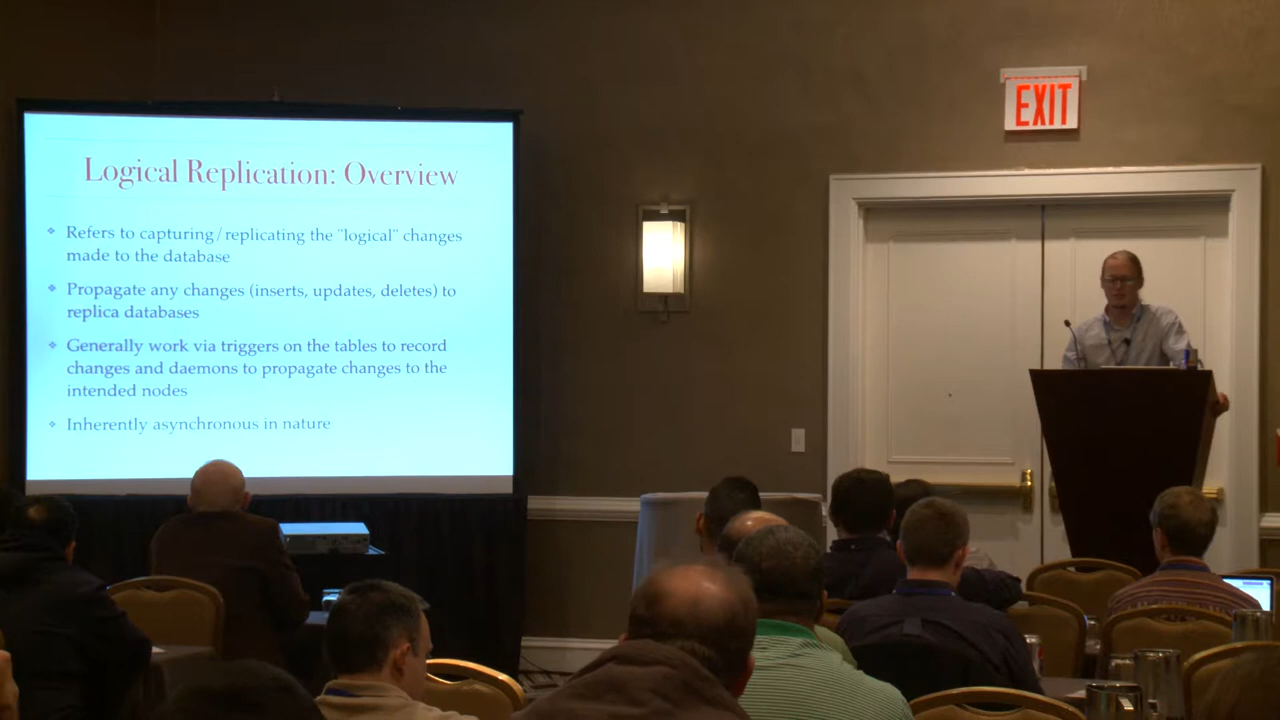 Logical Replication: Overview
Refers to capturing/replicating the "logical" changes
made to the database
Propagate any changes (inserts, updates, deletes) to
replica databases
Generally work via triggers on the tables to record
changes and daemons to propagate changes to the
intended nodes
Inherently asynchronous in nature
EXIT